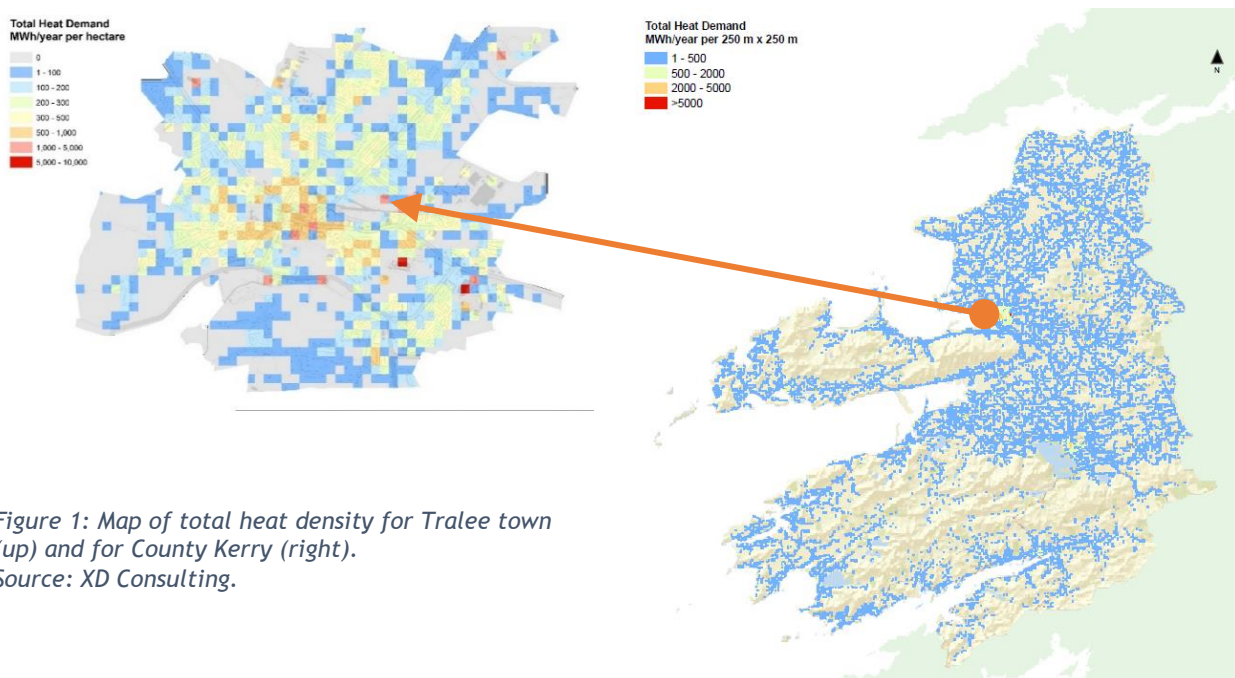 Total Heat Demand
MWh/year per hectare
0
1 - 100
100 - 200
200 - 300
300 - 500
500 - 1,000
1,000 - 5,000
5,000 - 10,000
Total Heat Demand
MWh/year per 250 m x 250 m
1 - 500
500 - 2000
2000 - 5000
>5000
N
Figure 1: Map of total heat density for Tralee town
(up) and for County Kerry (right).
Source: XD Consulting.